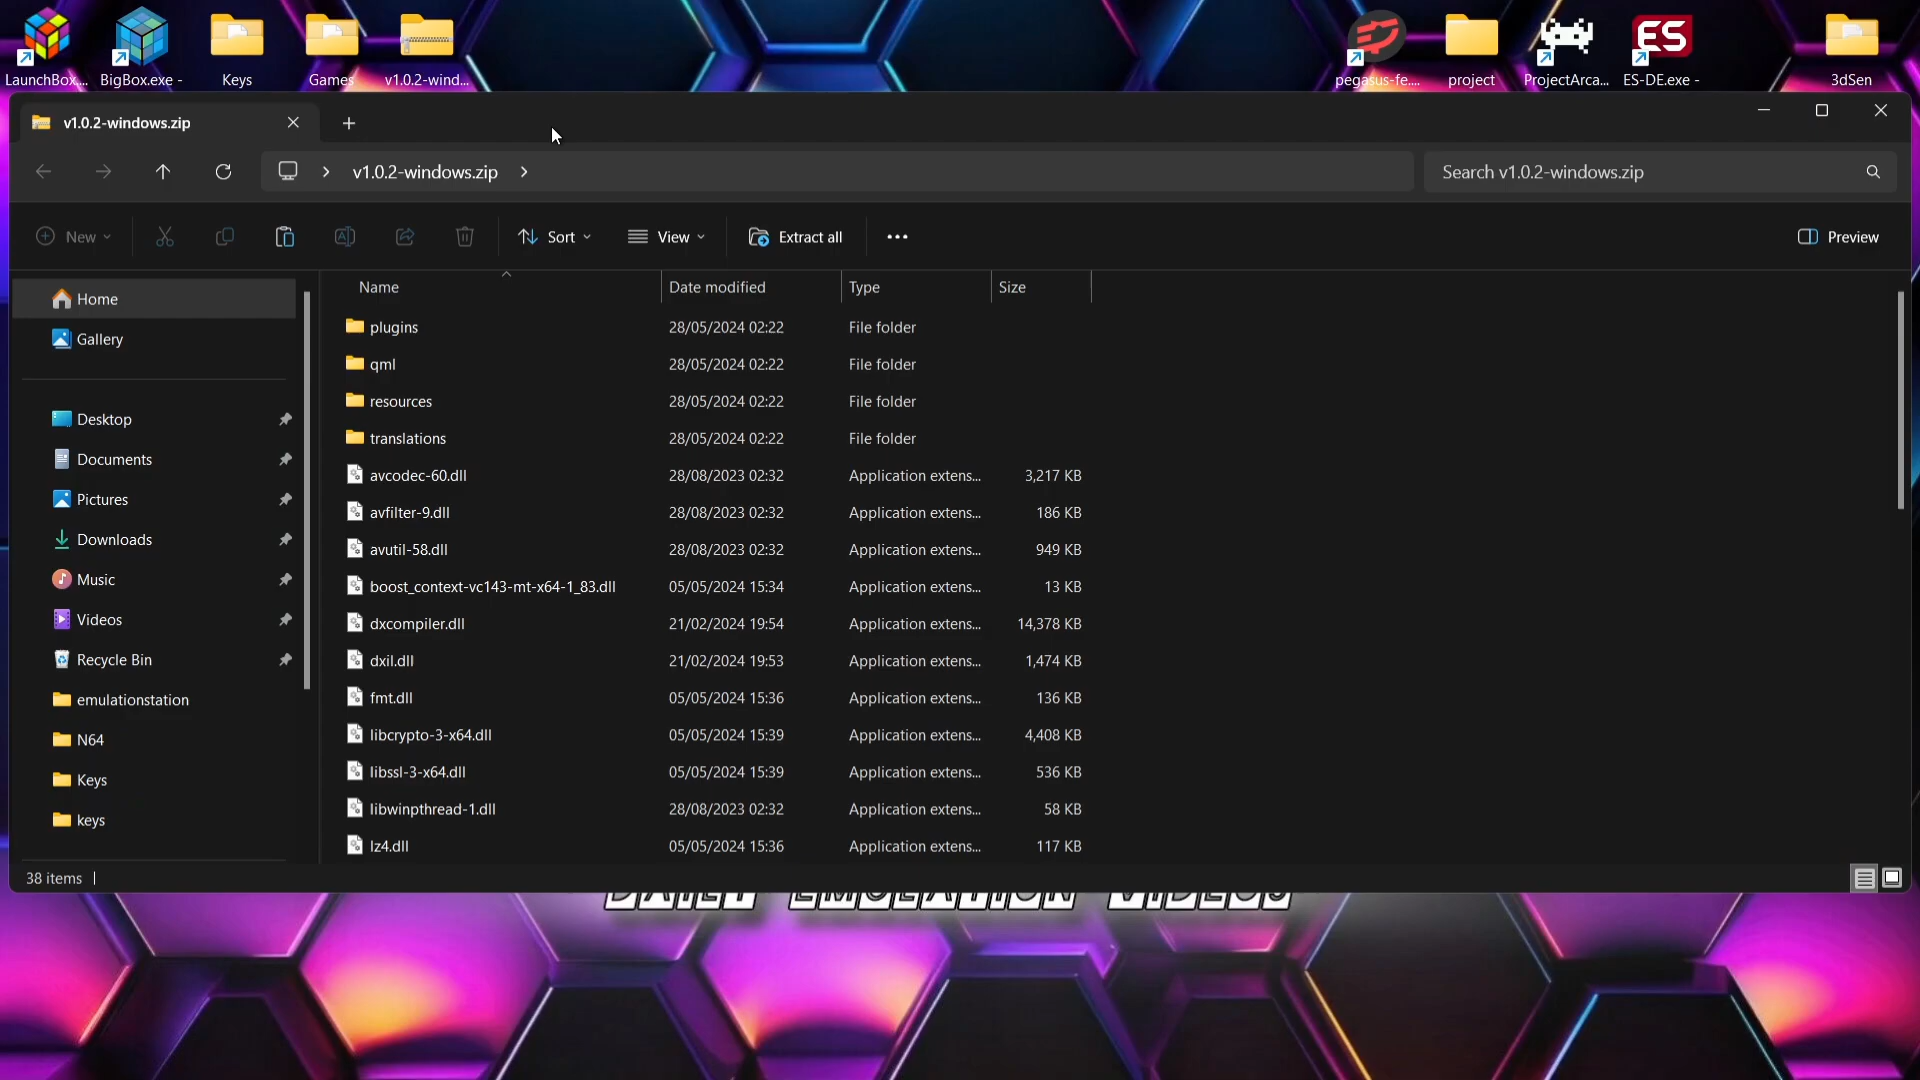 LaunchBox....
BigBox.exe -
Keys
Games
v1.0.2-wind...
pegasus-fe....
project
ProjectArca...
ES
ES-DE.exe -
3dSen
v1.0.2-windows.zip
v1.0.2-windows.zip
Search v1.0.2-windows.zip
New
Sort
View
Extract all
Preview
Home
Gallery
Desktop
Documents
Pictures
Downloads
Music
Videos
Recycle Bin
emulationstation
N64
Keys
keys
Name Date modified Type Size
plugins 28/05/2024 02:22 File folder
qml 28/05/2024 02:22 File folder
resources 28/05/2024 02:22 File folder
translations 28/05/2024 02:22 File folder
avcodec-60.dll 28/08/2023 02:32 Application extens... 3,217 KB
avfilter-9.dll 28/08/2023 02:32 Application extens... 186 KB
avutil-58.dll 28/08/2023 02:32 Application extens... 949 KB
boost_context-vc143-mt-x64-1_83.dll 05/05/2024 15:34 Application extens... 13 KB
dxcompiler.dll 21/02/2024 19:54 Application extens... 14,378 KB
dxil.dll 21/02/2024 19:53 Application extens... 1,474 KB
fmt.dll 05/05/2024 15:36 Application extens... 136 KB
libcrypto-3-x64.dll 05/05/2024 15:39 Application extens... 4,408 KB
libssl-3-x64.dll 05/05/2024 15:39 Application extens... 536 KB
libwinpthread-1.dll 28/08/2023 02:32 Application extens... 58 KB
lz4.dll 05/05/2024 15:36 Application extens... 117 KB
38 items
DAILY EMULATION VIDEOS